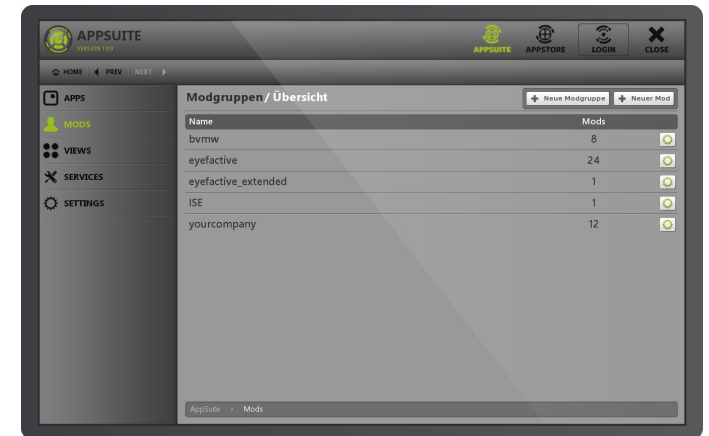 APPSUITE
VERSION 1.0.9
APPSUITE APPSTORE LOGIN CLOSE
HOME PREV NEXT
APPS
MODS
VIEWS
SERVICES
SETTINGS
Modgruppen / Übersicht
Neue Modgruppe Neuer Mod
Name Mods
bvmw 8
eyefactive 24
eyefactive_extended 1
ISE 1
yourcompany 12
AppSuite > Mods